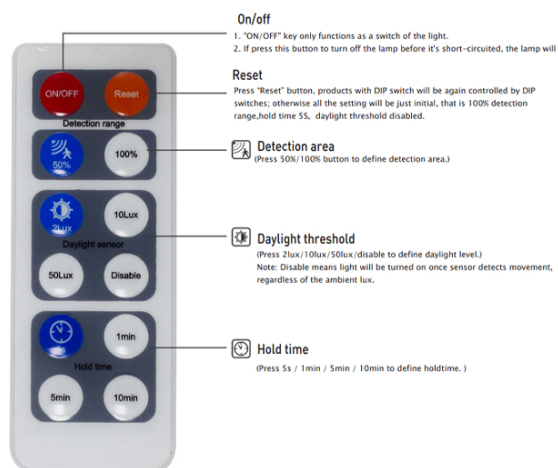 On/off
1. "ON/OFF" key only functions as a switch of the light.
2. If press this button to turn off the lamp before it's short-circuited, the lamp will
Reset
Press "Reset" button, products with DIP switch will be again controlled by DIP
switches; otherwise all the setting will be just initial, that is 100% detection
range,hold time 5S, daylight threshold disabled.
Detection area
(Press 50%/100% button to define detection area.)
Daylight threshold
(Press 2lux/10lux/50lux/disable to define daylight level.)
Note: Disable means light will be turned on once sensor detects movement,
regardless of the ambient lux.
Hold time
(Press 5s / 1min / 5min / 10min to define holdtime. )
ON/OFF
Reset
Detection range
50%
100%
2Lux
10Lux
Daylight sensor
50Lux
Disable
1min
Hold time
5min
10min